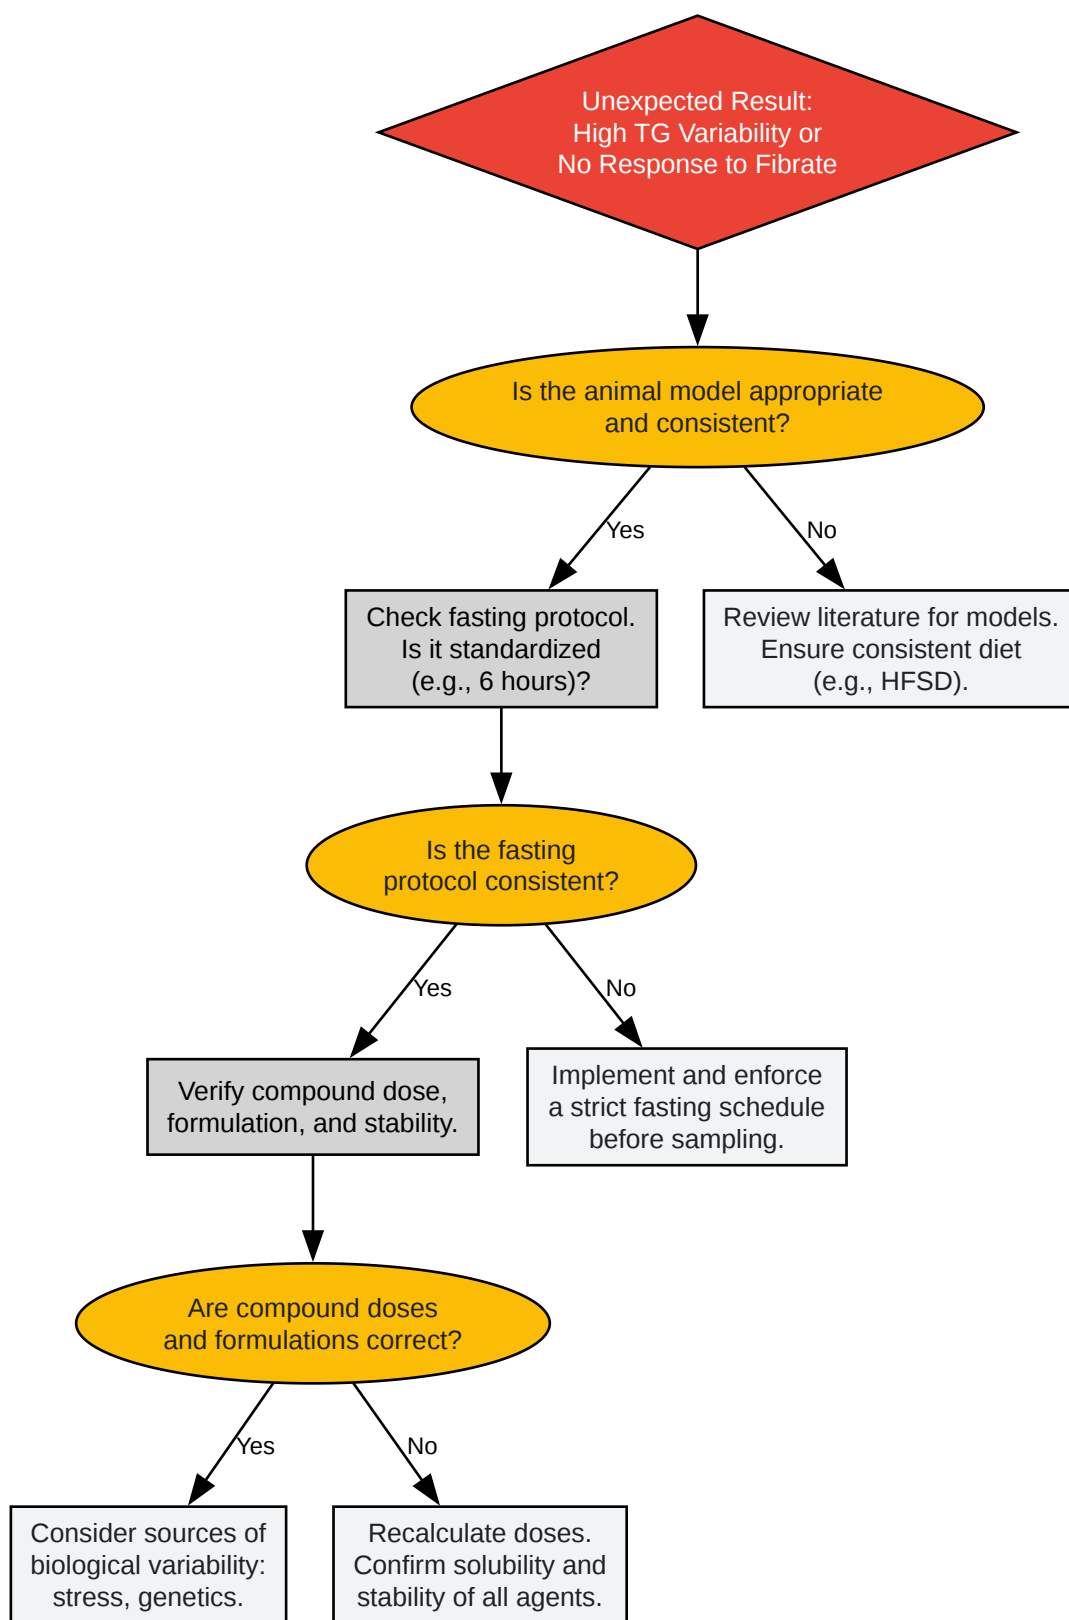 Unexpected Result:
High TG Variability or
No Response to Fibrate
Is the animal model appropriate
and consistent?
Yes
No
Check fasting protocol.
Is it standardized
(e.g., 6 hours)?
Review literature for models.
Ensure consistent diet
(e.g., HFSD).
Is the fasting
protocol consistent?
Yes
No
Verify compound dose,
formulation, and stability.
Implement and enforce
a strict fasting schedule
before sampling.
Are compound doses
and formulations correct?
Yes
No
Consider sources of
biological variability:
stress, genetics.
Recalculate doses.
Confirm solubility and
stability of all agents.